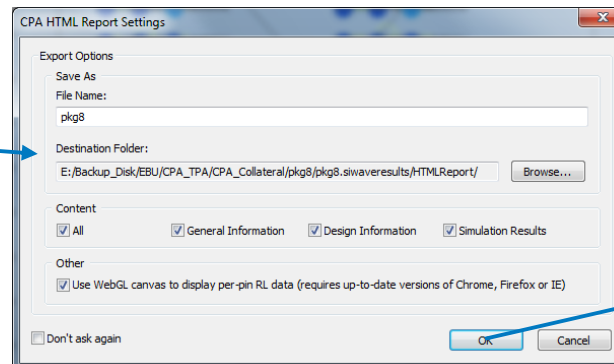 CPA HTML Report Settings
Export Options
Save As
File Name:
pkg8
Destination Folder:
E:/Backup_Disk/EBU/CPA_TPA/CPA_Collateral/pkg8/pkg8.siwaveresults/HTMLReport/ Browse...
Content
All General Information Design Information Simulation Results
Other
Use WebGL canvas to display per-pin RL data (requires up-to-date versions of Chrome, Firefox or IE)
Don't ask again OK Cancel